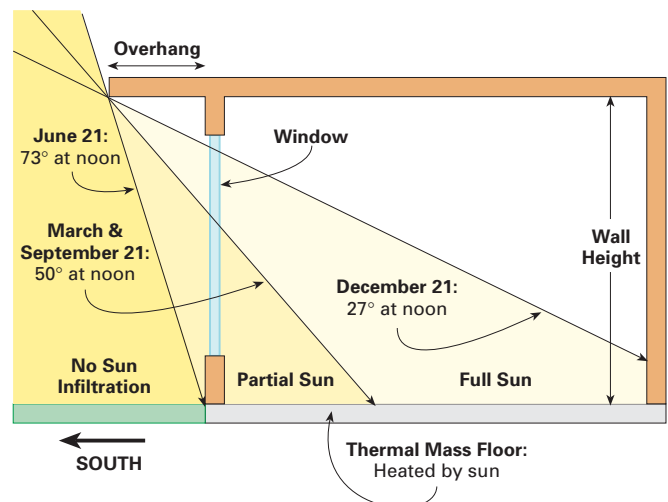 Overhang
June 21:
73° at noon
Window
March &
September 21:
50° at noon
Wall
Height
December 21:
27° at noon
No Sun
Infiltration
Partial Sun
Full Sun
SOUTH
Thermal Mass Floor:
Heated by sun